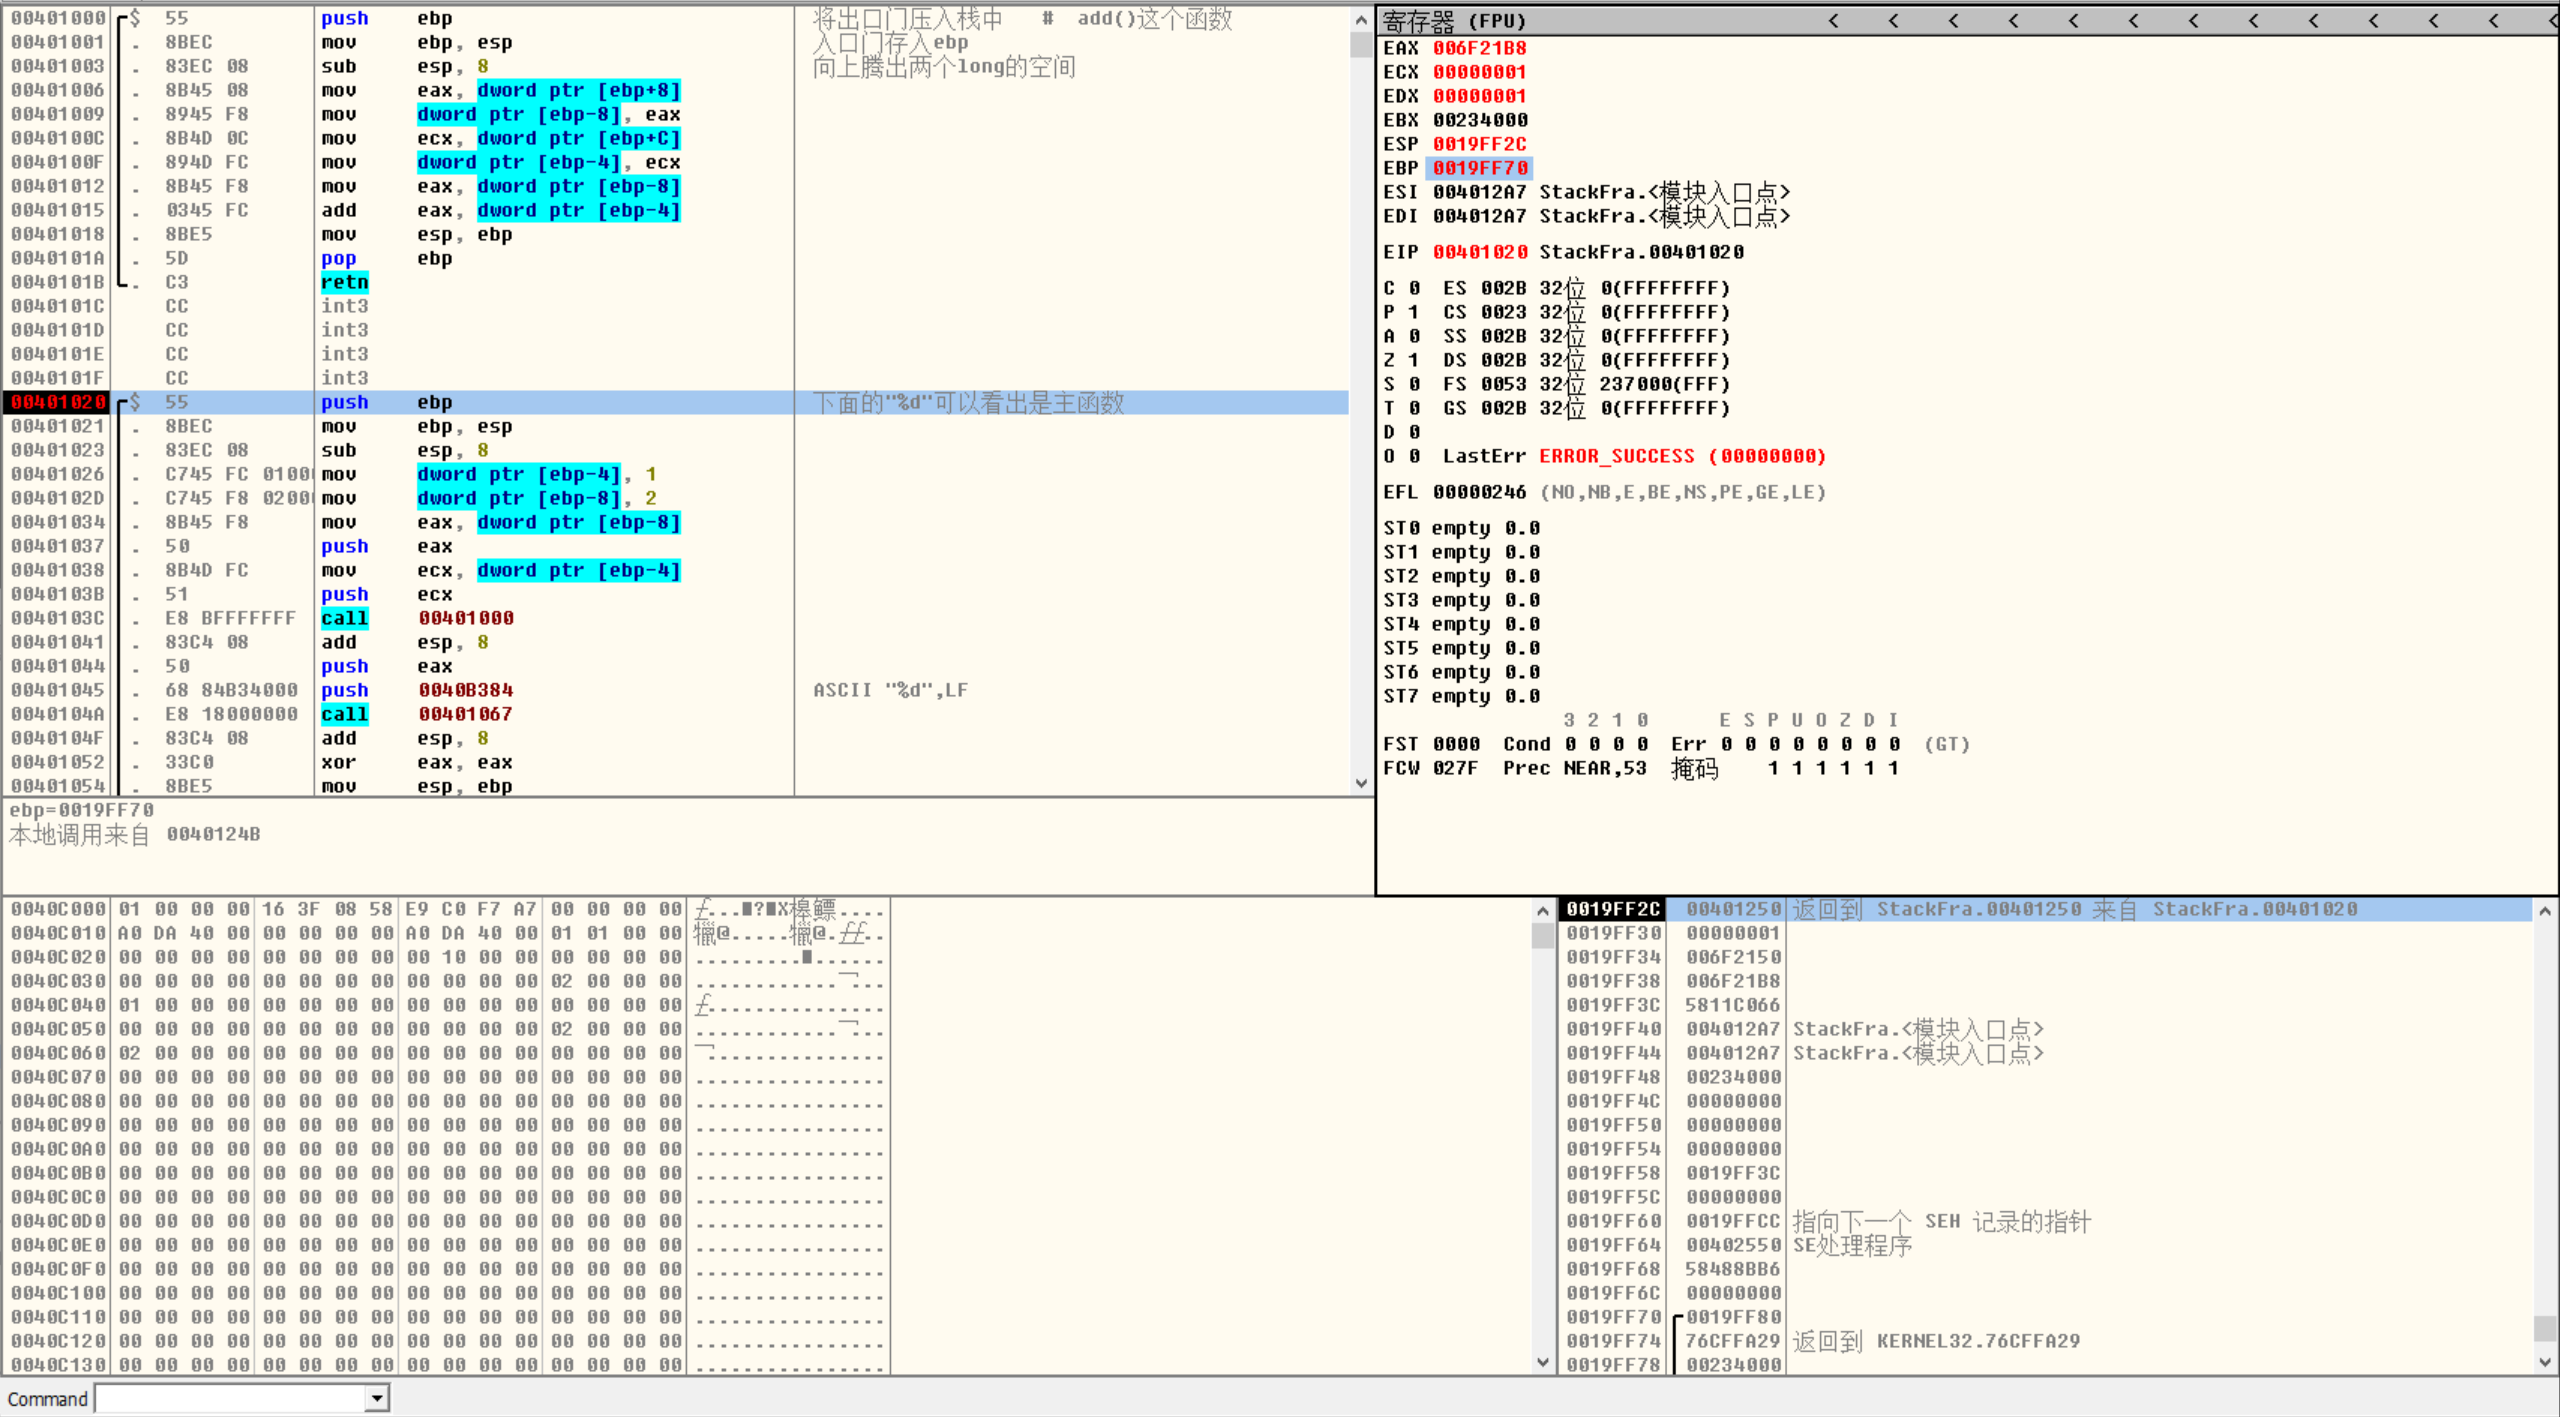 00401000 $ 55 push ebp 将出口门压入栈中 # add()这个函数
00401001 . 8BEC mov ebp, esp 入口门存入ebp
00401003 . 83EC 08 sub esp, 8 向上腾出两个long的空间
00401006 . 8B45 08 mov eax, dword ptr [ebp+8]
00401009 . 8945 F8 mov dword ptr [ebp-8], eax
0040100C . 8B4D 0C mov ecx, dword ptr [ebp+C]
0040100F . 894D FC mov dword ptr [ebp-4], ecx
00401012 . 8B45 F8 mov eax, dword ptr [ebp-8]
00401015 . 0345 FC add eax, dword ptr [ebp-4]
00401018 . 8BE5 mov esp, ebp
0040101A . 5D pop ebp
0040101B . C3 retn
0040101C CC int3
0040101D CC int3
0040101E CC int3
0040101F CC int3
00401020 $ 55 push ebp 下面的"%d"可以看出是主函数
00401021 . 8BEC mov ebp, esp
00401023 . 83EC 08 sub esp, 8
00401026 . C745 FC 0100 mov dword ptr [ebp-4], 1
0040102D . C745 F8 0200 mov dword ptr [ebp-8], 2
00401034 . 8B45 F8 mov eax, dword ptr [ebp-8]
00401037 . 50 push eax
00401038 . 8B4D FC mov ecx, dword ptr [ebp-4]
0040103B . 51 push ecx
0040103C . E8 BFFFFFFF call 00401000
00401041 . 83C4 08 add esp, 8
00401044 . 50 push eax
00401045 . 68 84B34000 push 0040B384 ASCII "%d",LF
0040104A . E8 18000000 call 00401067
0040104F . 83C4 08 add esp, 8
00401052 . 33C0 xor eax, eax
00401054 . 8BE5 mov esp, ebp
ebp=0019FF70
本地调用来自 0040124B
寄存器 (FPU) < < < < < < < < < < < < <
EAX 006F21B8
ECX 00000001
EDX 00000001
EBX 00234000
ESP 0019FF2C
EBP 0019FF70
ESI 004012A7 StackFra.<模块入口点>
EDI 004012A7 StackFra.<模块入口点>
EIP 00401020 StackFra.00401020
C 0 ES 002B 32位 0(FFFFFFFF)
P 1 CS 0023 32位 0(FFFFFFFF)
A 0 SS 002B 32位 0(FFFFFFFF)
Z 1 DS 002B 32位 0(FFFFFFFF)
S 0 FS 0053 32位 237000(FFF)
T 0 GS 002B 32位 0(FFFFFFFF)
D 0
O 0 LastErr ERROR_SUCCESS (00000000)
EFL 00000246 (NO,NB,E,BE,NS,PE,GE,LE)
ST0 empty 0.0
ST1 empty 0.0
ST2 empty 0.0
ST3 empty 0.0
ST4 empty 0.0
ST5 empty 0.0
ST6 empty 0.0
ST7 empty 0.0
3 2 1 0 E S P U O Z D I
FST 0000 Cond 0 0 0 0 Err 0 0 0 0 0 0 0 0 (GT)
FCW 027F Prec NEAR,53 掩码 1 1 1 1 1 1
0040C000 01 00 00 00 16 3F 08 58 E9 C0 F7 A7 00 00 00 00
0040C010 A0 DA 40 00 00 00 00 00 A0 DA 40 00 01 01 00 00
0040C020 00 00 00 00 00 00 00 00 00 10 00 00 00 00 00 00
0040C030 00 00 00 00 00 00 00 00 00 00 00 00 02 00 00 00
0040C040 01 00 00 00 00 00 00 00 00 00 00 00 00 00 00 00
0040C050 00 00 00 00 00 00 00 00 00 00 00 00 02 00 00 00
0040C060 02 00 00 00 00 00 00 00 00 00 00 00 00 00 00 00
0040C070 00 00 00 00 00 00 00 00 00 00 00 00 00 00 00 00
0040C080 00 00 00 00 00 00 00 00 00 00 00 00 00 00 00 00
0040C090 00 00 00 00 00 00 00 00 00 00 00 00 00 00 00 00
0040C0A0 00 00 00 00 00 00 00 00 00 00 00 00 00 00 00 00
0040C0B0 00 00 00 00 00 00 00 00 00 00 00 00 00 00 00 00
0040C0C0 00 00 00 00 00 00 00 00 00 00 00 00 00 00 00 00
0040C0D0 00 00 00 00 00 00 00 00 00 00 00 00 00 00 00 00
0040C0E0 00 00 00 00 00 00 00 00 00 00 00 00 00 00 00 00
0040C0F0 00 00 00 00 00 00 00 00 00 00 00 00 00 00 00 00
0040C100 00 00 00 00 00 00 00 00 00 00 00 00 00 00 00 00
0040C110 00 00 00 00 00 00 00 00 00 00 00 00 00 00 00 00
0040C120 00 00 00 00 00 00 00 00 00 00 00 00 00 00 00 00
0040C130 00 00 00 00 00 00 00 00 00 00 00 00 00 00 00 00
0019FF2C 00401250 返回到 StackFra.00401250 来自 StackFra.00401020
0019FF30 00000001
0019FF34 006F2150
0019FF38 006F21B8
0019FF3C 5811C066
0019FF40 004012A7 StackFra.<模块入口点>
0019FF44 004012A7 StackFra.<模块入口点>
0019FF48 00234000
0019FF4C 00000000
0019FF50 00000000
0019FF54 00000000
0019FF58 0019FF3C
0019FF5C 00000000
0019FF60 0019FFCC 指向下一个 SEH 记录的指针
0019FF64 00402550 SE处理程序
0019FF68 58488BB6
0019FF6C 00000000
0019FF70 0019FF80
0019FF74 76CFFA29 返回到 KERNEL32.76CFFA29
0019FF78 00234000
Command